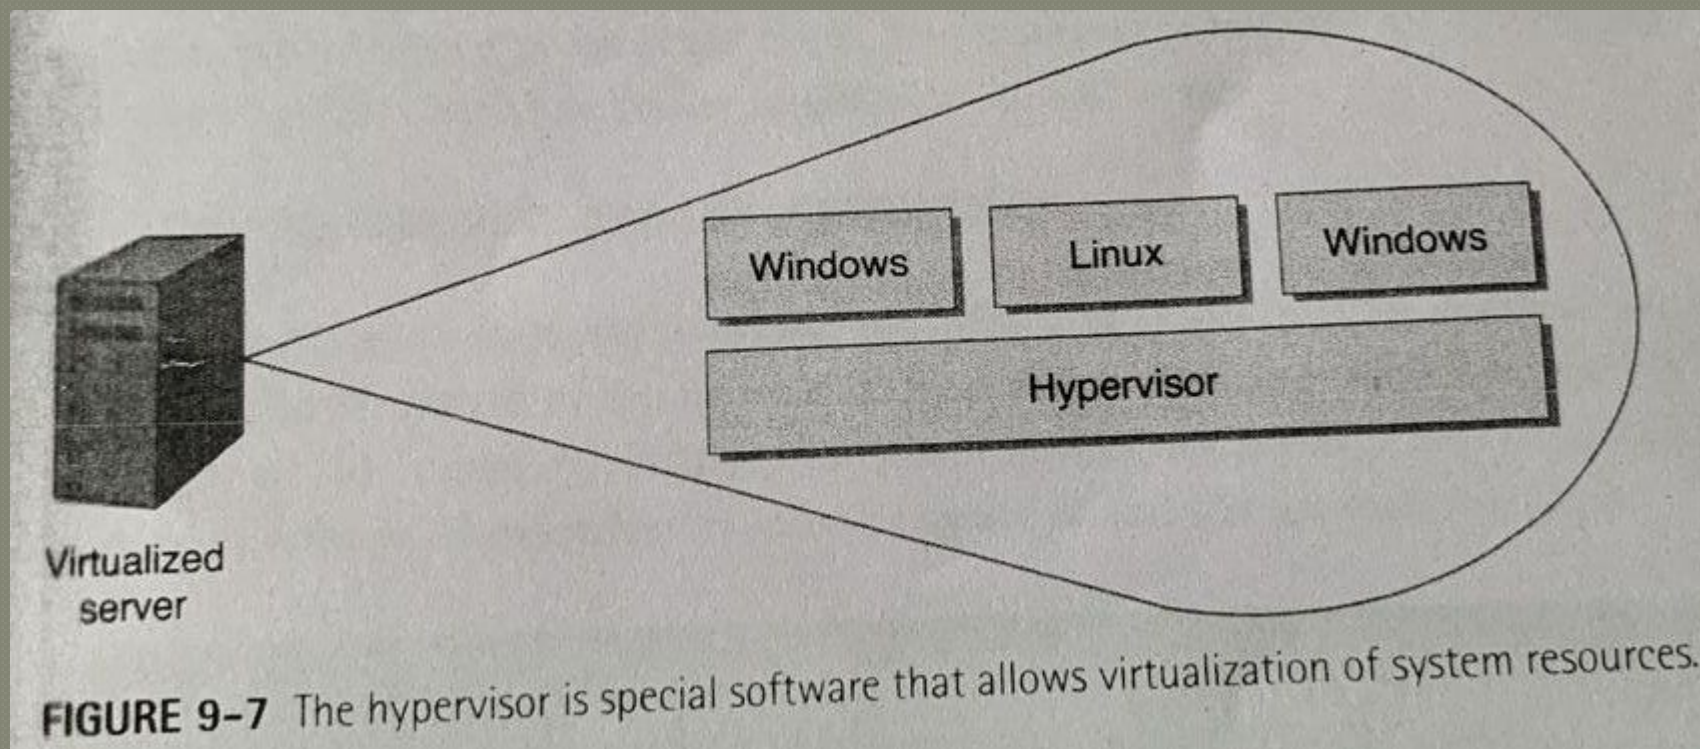 Windows
Linux
Windows
Hypervisor
Virtualized
server
FIGURE 9-7 The hypervisor is special software that allows virtualization of system resources.